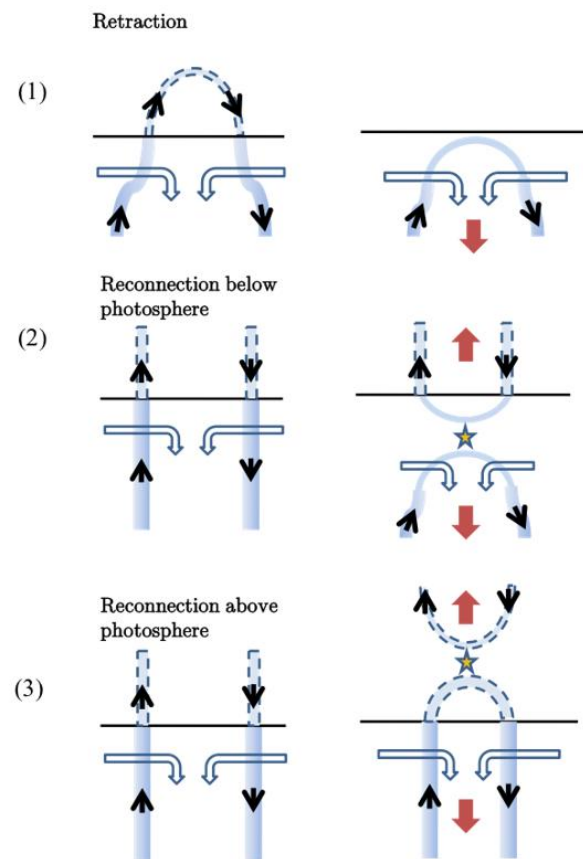 Retraction
(1)
Reconnection below
photosphere
(2)
Reconnection above
photosphere
(3)